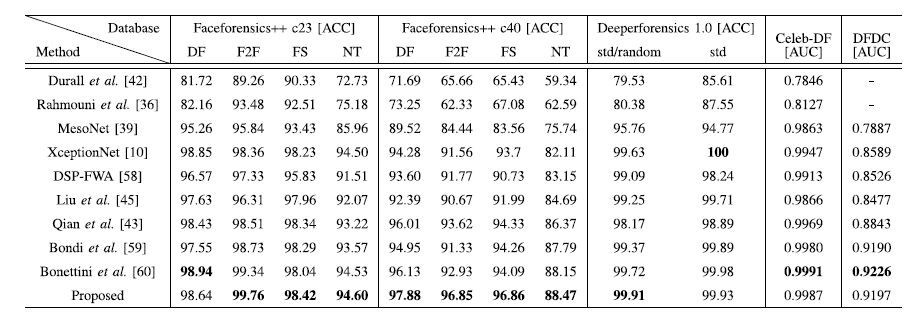 Database Faceforensics++ c23 [ACC] Faceforensics++ c40 [ACC] Deeperforensics 1.0 [ACC] Celeb-DF [AUC] DFDC [AUC]
Method DF F2F FS NT DF F2F FS NT std/random std
Durall et al. [42] 81.72 89.26 90.33 72.73 71.69 65.66 65.43 59.34 79.53 85.61 0.7846 –
Rahmouni et al. [36] 82.16 93.48 92.51 75.18 73.25 62.33 67.08 62.59 80.38 87.55 0.8127 –
MesoNet [39] 95.26 95.84 93.43 85.96 89.52 84.44 83.56 75.74 95.76 94.77 0.9863 0.7887
XceptionNet [10] 98.85 98.36 98.23 94.50 94.28 91.56 93.7 82.11 99.63 100 0.9947 0.8589
DSP-FWA [58] 96.57 97.33 95.83 91.51 93.60 91.77 90.73 83.15 99.09 98.24 0.9913 0.8526
Liu et al. [45] 97.63 96.31 97.96 92.07 92.39 90.67 91.99 84.69 99.25 99.71 0.9866 0.8477
Qian et al. [43] 98.43 98.51 98.34 93.22 96.01 93.62 94.33 86.37 98.17 98.89 0.9969 0.8843
Bondi et al. [59] 97.55 98.73 98.29 93.57 94.95 91.33 94.26 87.79 99.37 99.89 0.9980 0.9190
Bonettini et al. [60] 98.94 99.34 98.04 94.53 96.13 92.93 94.09 88.15 99.72 99.98 0.9991 0.9226
Proposed 98.64 99.76 98.42 94.60 97.88 96.85 96.86 88.47 99.91 99.93 0.9987 0.9197